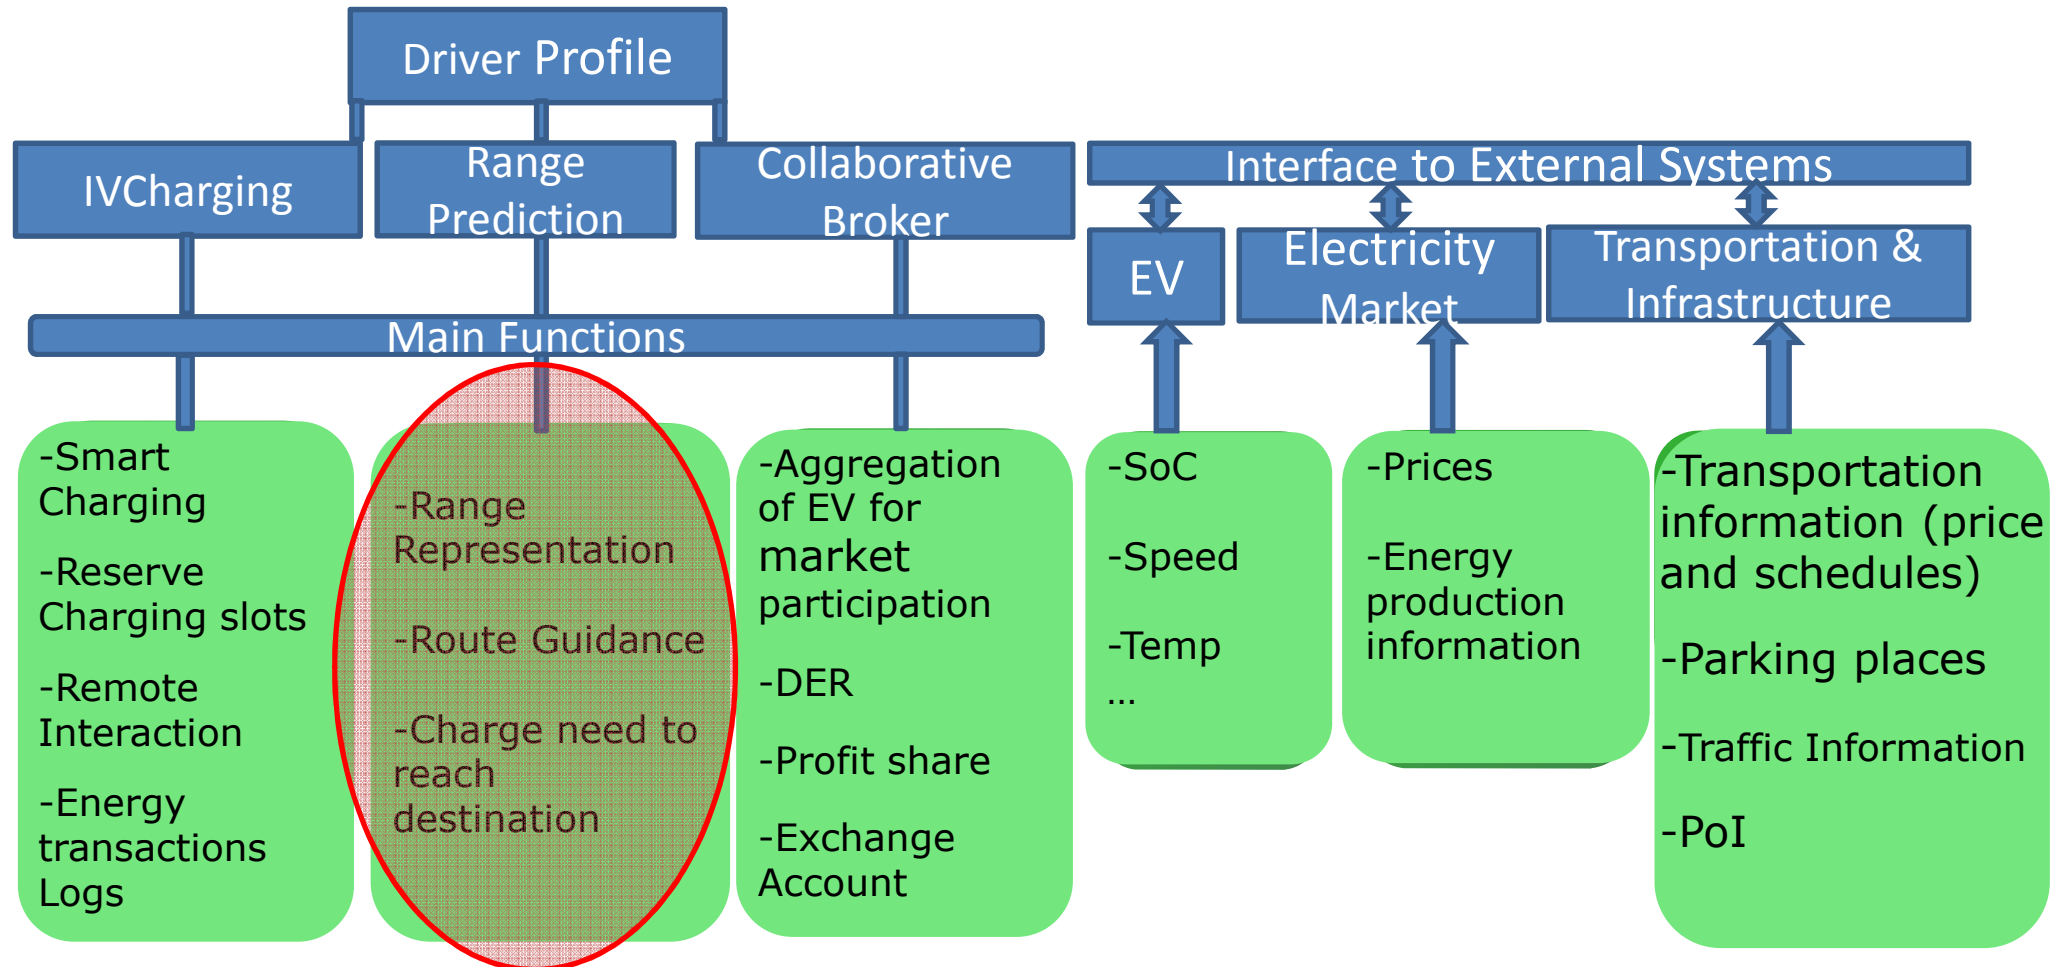 Driver Profile
IVCharging
Range
Prediction
Collaborative
Broker
Main Functions
-Smart
Charging
-Reserve
Charging slots
-Remote
Interaction
-Energy
transactions
Logs
-Range
Representation
-Route Guidance
-Charge need to
reach
destination
-Aggregation
of EV for
market
participation
-DER
-Profit share
-Exchange
Account
Interface to External Systems
EV
Electricity
Market
Transportation &
Infrastructure
-SoC
-Speed
-Temp
...
-Prices
-Energy
production
information
-Transportation
information (price
and schedules)
-Parking places
-Traffic Information
-PoI